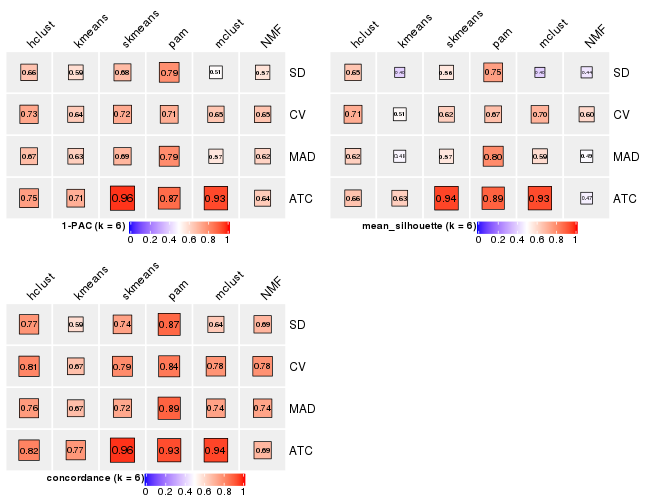 hclust kmeans skmeans pam mclust NMF
0.66 0.59 0.68 0.79 0.51 0.57 SD
0.73 0.64 0.72 0.71 0.65 0.65 CV
0.67 0.63 0.69 0.79 0.57 0.62 MAD
0.75 0.71 0.96 0.87 0.93 0.64 ATC
1-PAC (k = 6)
0 0.2 0.4 0.6 0.8 1
hclust kmeans skmeans pam mclust NMF
0.65 0.56 0.75 0.44 SD
0.71 0.51 0.62 0.67 0.70 0.60 CV
0.62 0.57 0.80 0.59 0.49 MAD
0.66 0.63 0.94 0.89 0.93 0.47 ATC
mean_silhouette (k = 6)
0 0.2 0.4 0.6 0.8 1
hclust kmeans skmeans pam mclust NMF
0.77 0.59 0.74 0.87 0.64 0.69 SD
0.81 0.67 0.79 0.84 0.78 0.78 CV
0.76 0.67 0.72 0.89 0.74 0.74 MAD
0.82 0.77 0.96 0.93 0.94 0.69 ATC
concordance (k = 6)
0 0.2 0.4 0.6 0.8 1